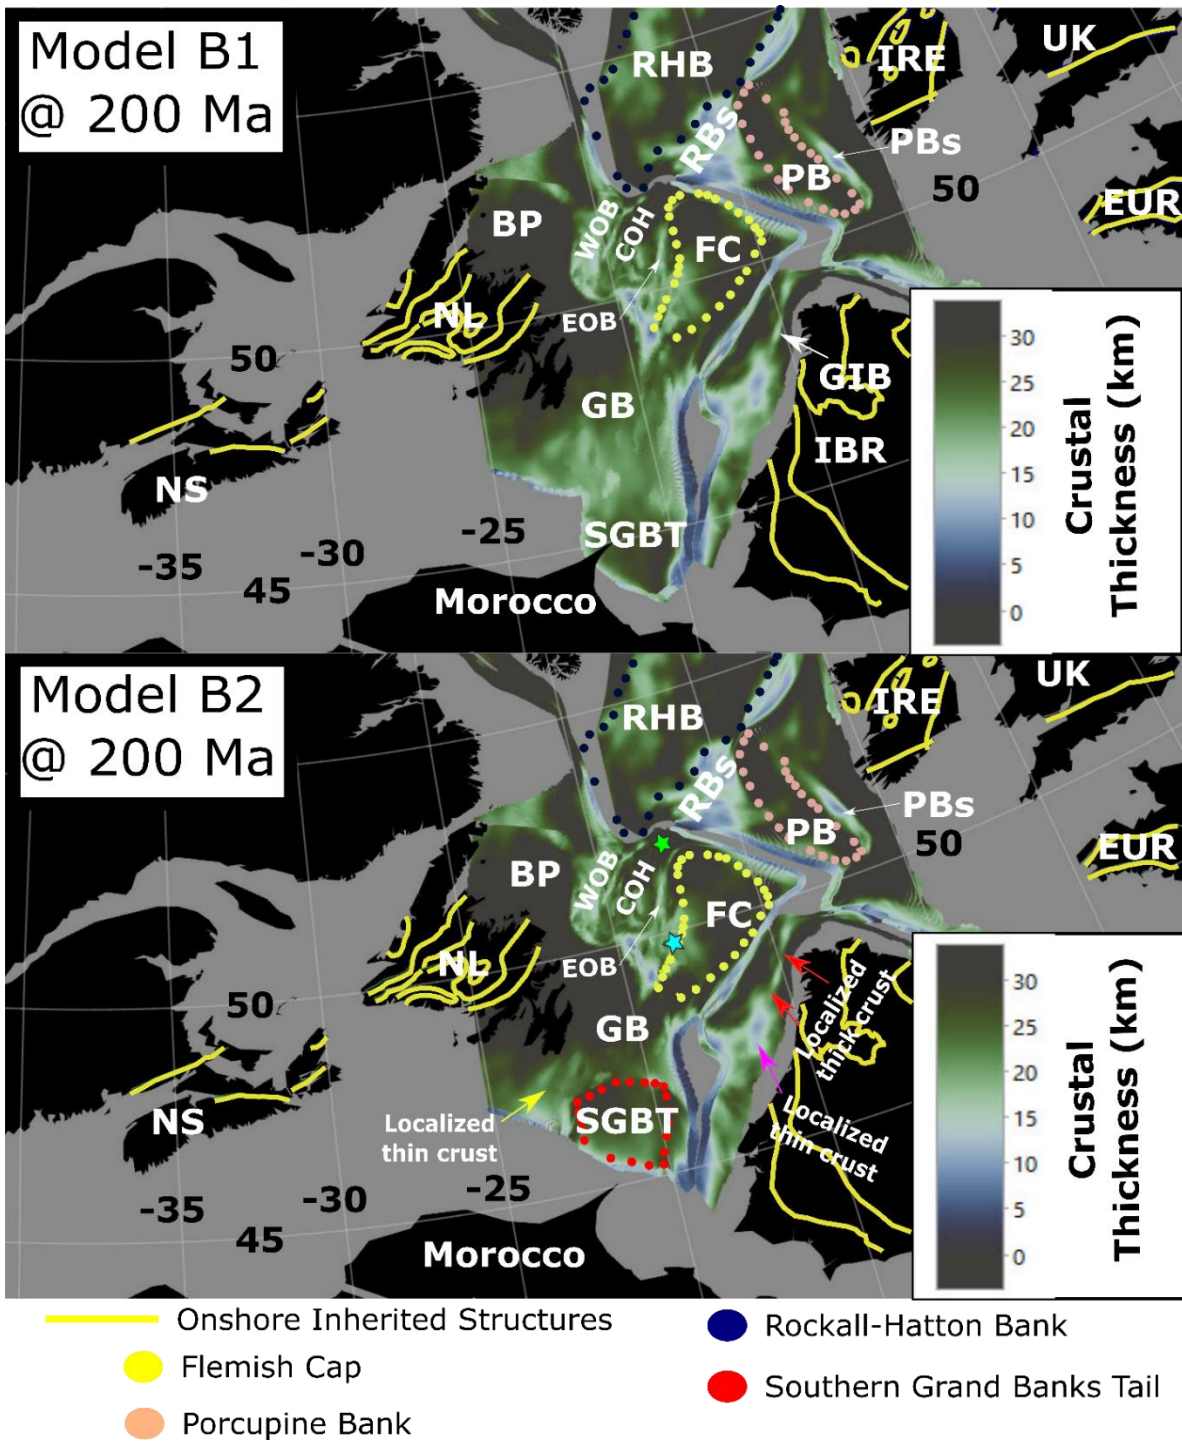 Model B1
@ 200 Ma
RHB
IRE
UK
RBs
PBs
PB
50
EUR
BP
WOB
COH
FC
EOB
NL
50
GIB
GB
IBR
NS
SGBT
-25
-30
-35
45
Morocco
30
25
20
15
10
5
0
Crustal
Thickness (km)
Model B2
@ 200 Ma
RHB
IRE
UK
RBs
PBs
PB
50
EUR
BP
WOB
COH
FC
EOB
NL
50
GB
Localized
thick crust
Localized
thin crust
SGBT
Localized
thin crust
NS
-25
-30
-35
45
Morocco
30
25
20
15
10
5
0
Crustal
Thickness (km)
Onshore Inherited Structures
Flemish Cap
Porcupine Bank
Rockall-Hatton Bank
Southern Grand Banks Tail